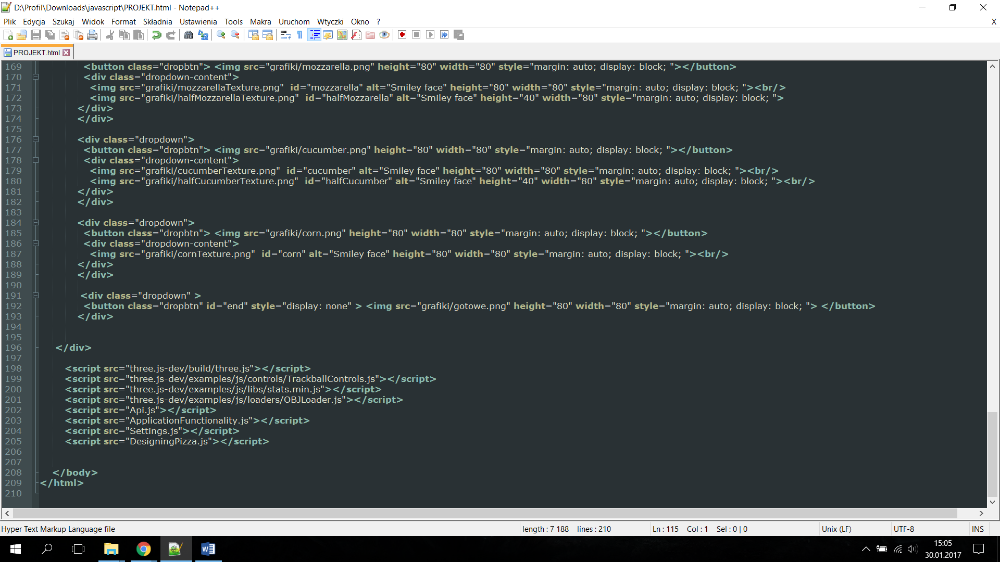 D:\Profil\Downloads\javascript\PROJEKT.html - Notepad++
Plik Edycja Szukaj Widok Format Składnia Ustawienia Tools Makra Uruchom Wtyczki Okno ? X
PROJEKT.html
169 <button class="dropbtn"> <img src="grafiki/mozzarella.png" height="80" width="80" style="margin: auto; display: block; "></button>
170 <div class="dropdown-content">
171 <img src="grafiki/mozzarellaTexture.png"  id="mozzarella" alt="Smiley face" height="80" width="80" style="margin: auto; display: block; "><br/>
172 <img src="grafiki/halfMozzarellaTexture.png"  id="halfMozzarella" alt="Smiley face" height="40" width="80" style="margin: auto; display: block; ">
173 </div>
174 </div>
175
176 <div class="dropdown">
177 <button class="dropbtn"> <img src="grafiki/cucumber.png" height="80" width="80" style="margin: auto; display: block; "></button>
178 <div class="dropdown-content">
179 <img src="grafiki/cucumberTexture.png"  id="cucumber" alt="Smiley face" height="80" width="80" style="margin: auto; display: block; "><br/>
180 <img src="grafiki/halfCucumberTexture.png"  id="halfCucumber" alt="Smiley face" height="40" width="80" style="margin: auto; display: block; "><br/>
181 </div>
182 </div>
183
184 <div class="dropdown">
185 <button class="dropbtn"> <img src="grafiki/corn.png" height="80" width="80" style="margin: auto; display: block; "></button>
186 <div class="dropdown-content">
187 <img src="grafiki/cornTexture.png"  id="corn" alt="Smiley face" height="80" width="80" style="margin: auto; display: block; "><br/>
188 </div>
189 </div>
190
191 <div class="dropdown" >
192 <button class="dropbtn" id="end" style="display: none" > <img src="grafiki/gotowe.png" height="80" width="80" style="margin: auto; display: block; "> </button>
193 </div>
194
195
196 </div>
197
198 <script src="three.js-dev/build/three.js"></script>
199 <script src="three.js-dev/examples/js/controls/TrackballControls.js"></script>
200 <script src="three.js-dev/examples/js/libs/stats.min.js"></script>
201 <script src="three.js-dev/examples/js/loaders/OBJLoader.js"></script>
202 <script src="Api.js"></script>
203 <script src="ApplicationFunctionality.js"></script>
204 <script src="Settings.js"></script>
205 <script src="DesigningPizza.js"></script>
206
207
208 </body>
209 </html>
210
Hyper Text Markup Language file length : 7 188 lines : 210 Ln : 115 Col : 1 Sel : 0 | 0 Unix (LF) UTF-8 INS
15:05
30.01.2017